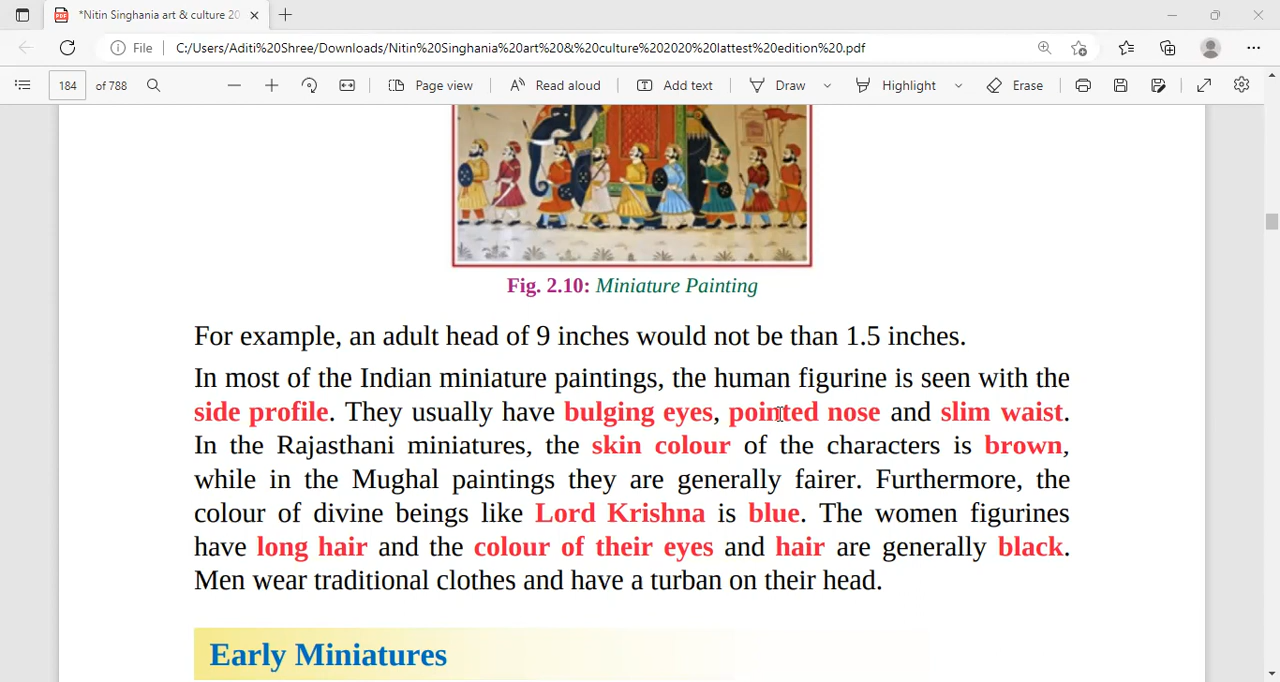 *Nitin Singhania art & culture 20
File C:/Users/Aditi%20Shree/Downloads/Nitin%20Singhania%20art%20&%20culture%202020%20lattest%20edition%20.pdf
184 of 788 Page view Read aloud Add text Draw Highlight Erase
Fig. 2.10: Miniature Painting
For example, an adult head of 9 inches would not be than 1.5 inches.
In most of the Indian miniature paintings, the human figurine is seen with the
side profile. They usually have bulging eyes, pointed nose and slim waist.
In the Rajasthani miniatures, the skin colour of the characters is brown,
while in the Mughal paintings they are generally fairer. Furthermore, the
colour of divine beings like Lord Krishna is blue. The women figurines
have long hair and the colour of their eyes and hair are generally black.
Men wear traditional clothes and have a turban on their head.
Early Miniatures